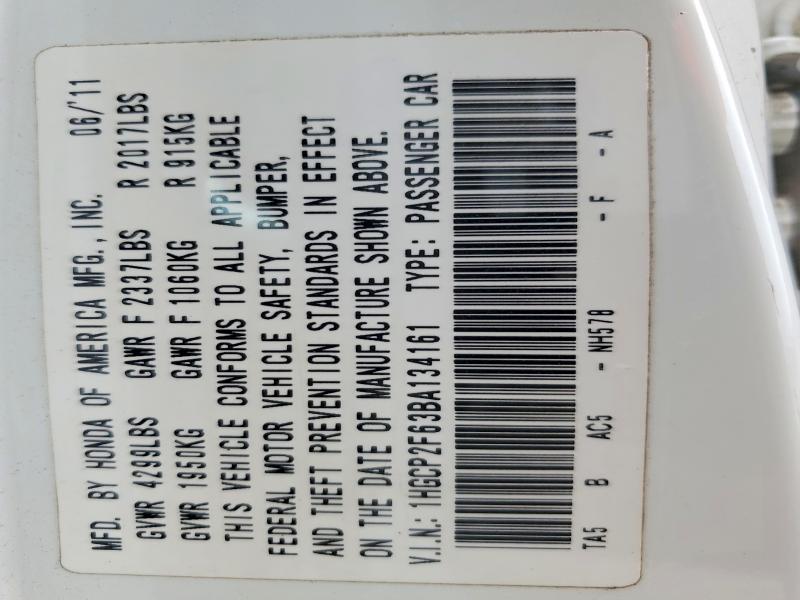 MFD. BY HONDA OF AMERICA MFG., INC. 06/'11
GVWR 4299LBS GAWR F 2337LBS R 2017LBS
GVWR 1950KG GAWR F 1060KG R 915KG
THIS VEHICLE CONFORMS TO ALL APPLICABLE
FEDERAL MOTOR VEHICLE SAFETY, BUMPER,
AND THEFT PREVENTION STANDARDS IN EFFECT
ON THE DATE OF MANUFACTURE SHOWN ABOVE.
V.I.N.: 1HGCP2F63BA134161 TYPE: PASSENGER CAR
TA5 B AC5 - NH578 - F - A